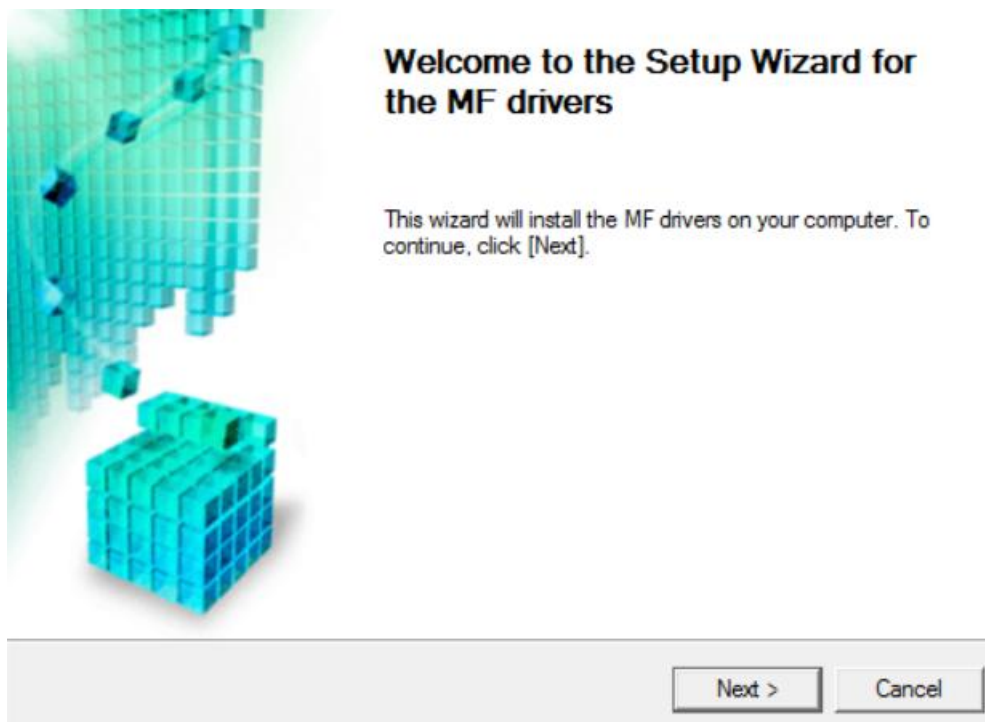 Welcome to the Setup Wizard for
the MF drivers
This wizard will install the MF drivers on your computer. To
continue, click [Next].
Next >
Cancel